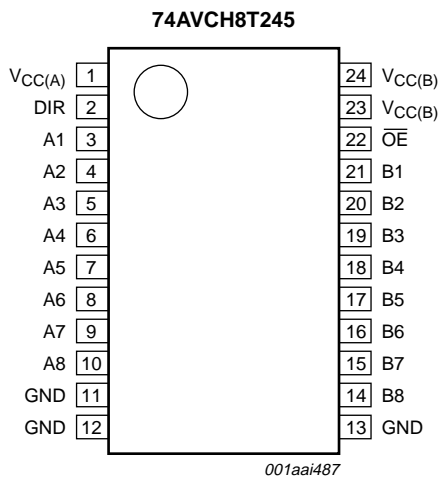 74AVCH8T245
VCC(A) 1 24 VCC(B)
DIR 2 23 VCC(B)
A1 3 22 O̅E̅
A2 4 21 B1
A3 5 20 B2
A4 6 19 B3
A5 7 18 B4
A6 8 17 B5
A7 9 16 B6
A8 10 15 B7
GND 11 14 B8
GND 12 13 GND
001aai487